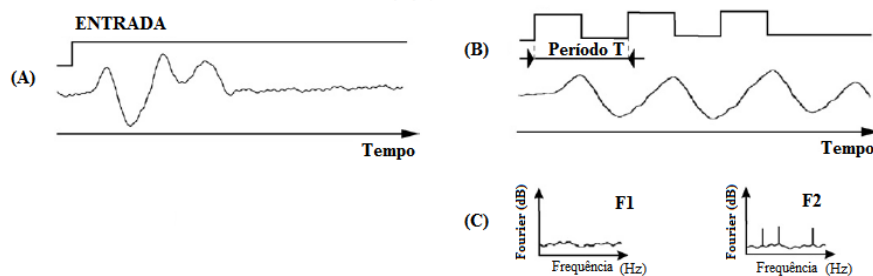 ENTRADA
(A)
Tempo
(B)
Período T
Tempo
(C)
Fourier (dB)
F1
Frequência (Hz)
Fourier (dB)
F2
Frequência (Hz)